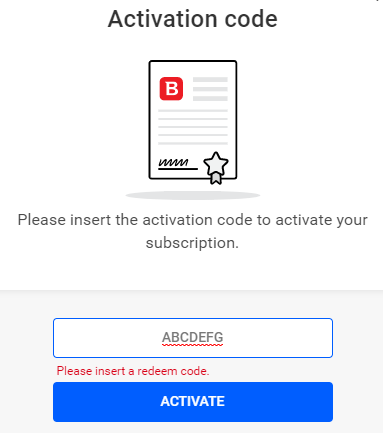 Activation code
B
Please insert the activation code to activate your
subscription.
ABCDEFG
Please insert a redeem code.
ACTIVATE